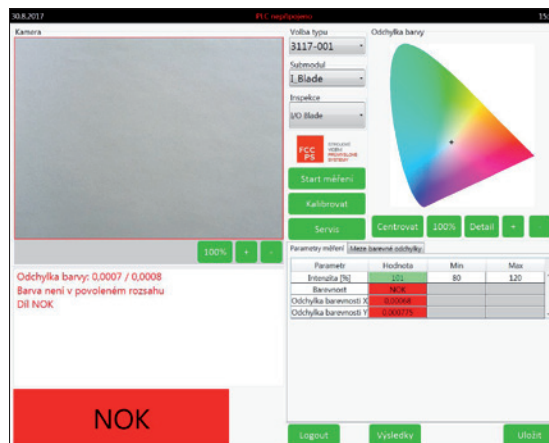 30.8.2017
PLC nepřipojeno
15:
Kamera
Volba typu
3117-001
Submodul
I_Blade
Inspekce
I/O Blade
FCC
PS
PRŮMYSLOVÉ
SYSTÉMY
Start měření
Kalibrovat
Servis
Odchylka barvy
Centrovat 100% Detail + -
100% + -
Odchylka barvy: 0,0007 / 0,0008
Barva není v povoleném rozsahu
Díl NOK
NOK
Parametry měření Meze barevné odchylky
Parametr Hodnota Min Max
Intenzita [%] 101 80 120
Barevnost NOK
Odchylka barevnosti X 0,00068
Odchylka barevnosti Y 0,000775
Logout Výsledky Uložit